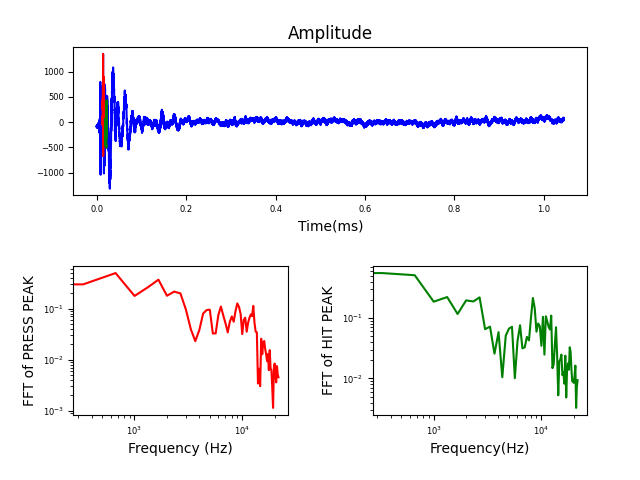 Amplitude
1000
500
0
−500
−1000
0.0 0.2 0.4 0.6 0.8 1.0
Time(ms)
FFT of PRESS PEAK
10⁻¹
10⁻²
10⁻³
10³ 10⁴
Frequency (Hz)
FFT of HIT PEAK
10⁻¹
10⁻²
10³ 10⁴
Frequency(Hz)